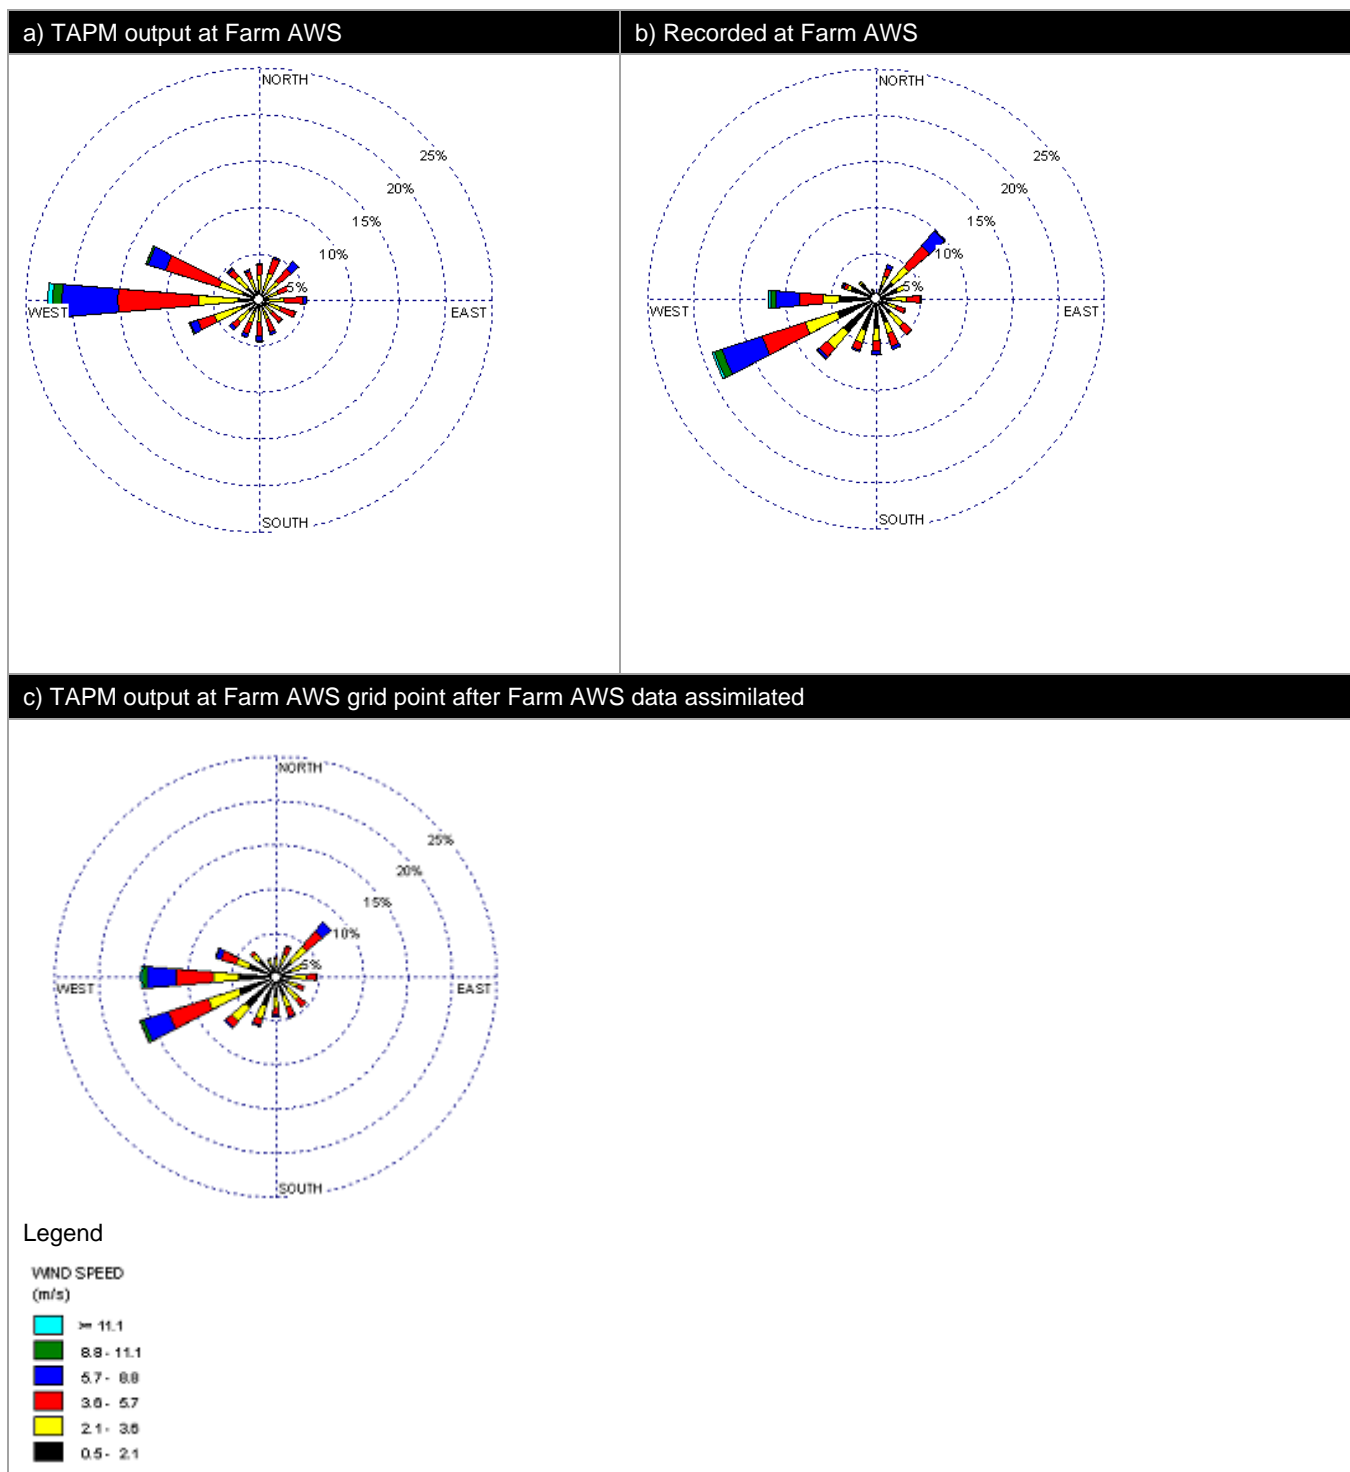 a) TAPM output at Farm AWS
b) Recorded at Farm AWS
NORTH
25%
20%
15%
10%
5%
WEST
EAST
SOUTH
NORTH
25%
20%
15%
10%
5%
WEST
EAST
SOUTH
c) TAPM output at Farm AWS grid point after Farm AWS data assimilated
NORTH
25%
20%
15%
10%
5%
WEST
EAST
SOUTH
Legend
WIND SPEED
(m/s)
>= 11.1
8.8 - 11.1
5.7 - 8.8
3.6 - 5.7
2.1 - 3.6
0.5 - 2.1